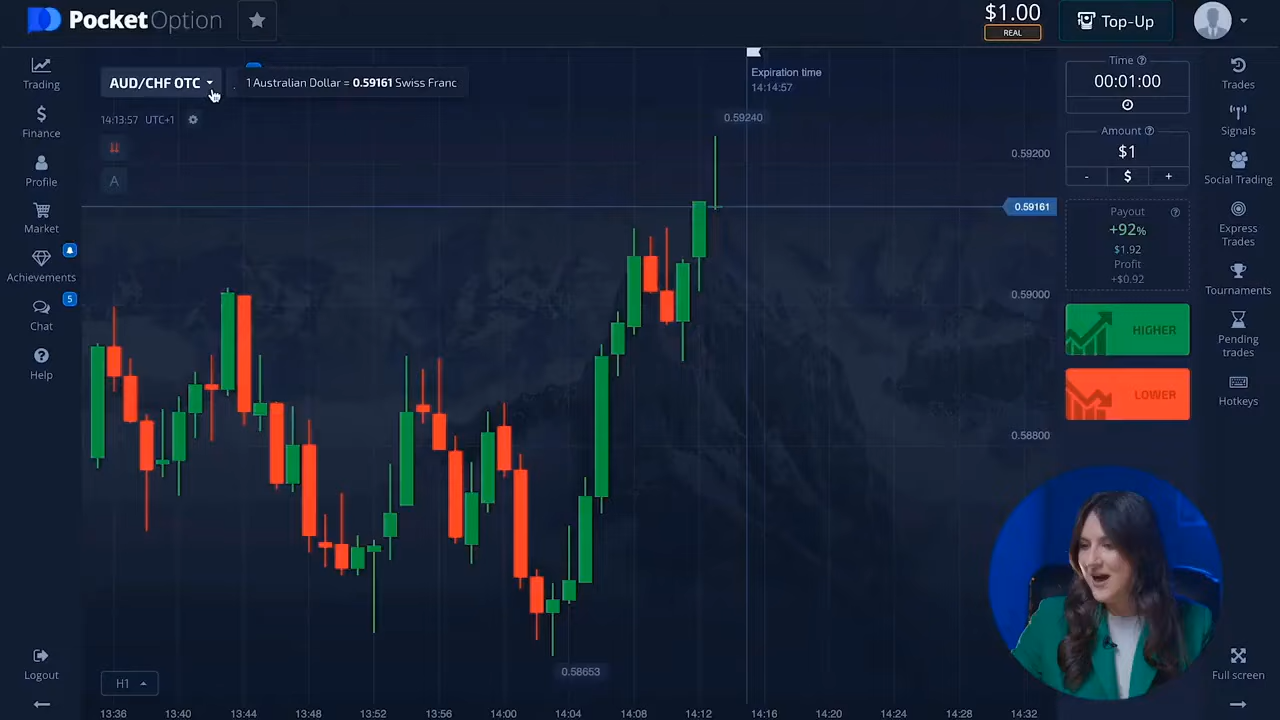 PocketOption
$1.00
REAL
Top-Up
Trading
Finance
Profile
Market
Achievements
Chat
5
Help
Logout
AUD/CHF OTC
1 Australian Dollar = 0.59161 Swiss Franc
14:13:57 UTC+1
A
Expiration time
14:14:57
0.59240
0.59200
0.59161
0.59000
0.58800
0.58653
H1
13:36 13:40 13:44 13:48 13:52 13:56 14:00 14:04 14:08 14:12 14:16 14:20 14:24 14:28 14:32
Time
00:01:00
Amount
$1
- $ +
Payout
+92%
$1.92
Profit
+$0.92
HIGHER
LOWER
Trades
Signals
Social Trading
Express
Trades
Tournaments
Pending
trades
Hotkeys
Full screen